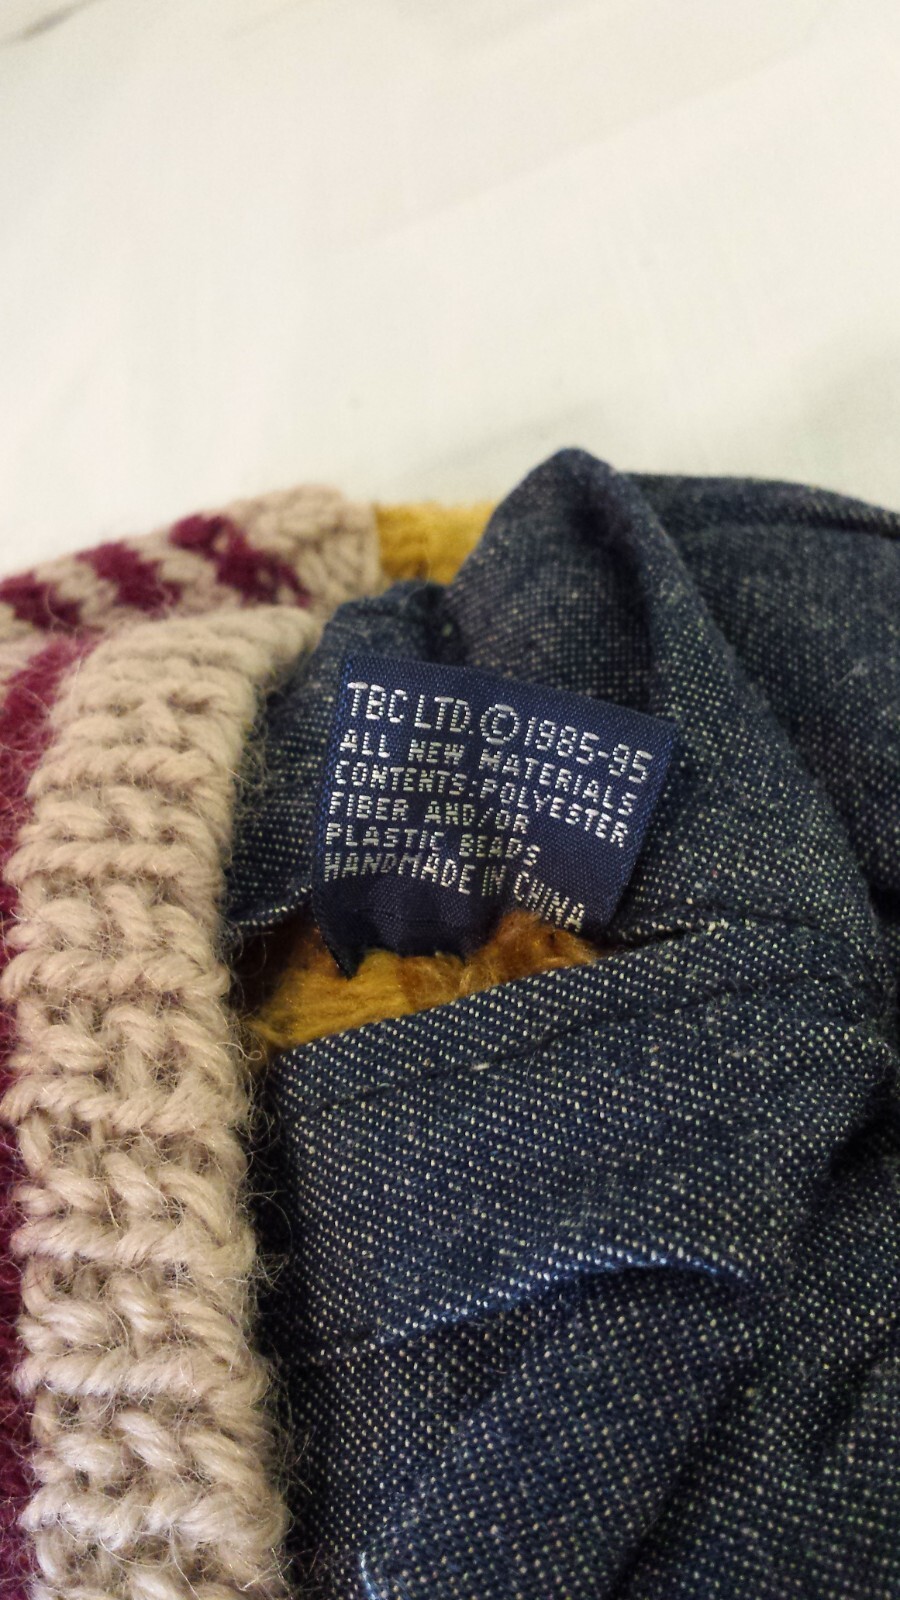 TBC LTD. © 1985-95
ALL NEW MATERIALS
CONTENTS: POLYESTER
FIBER AND/OR
PLASTIC BEADS
HANDMADE IN CHINA